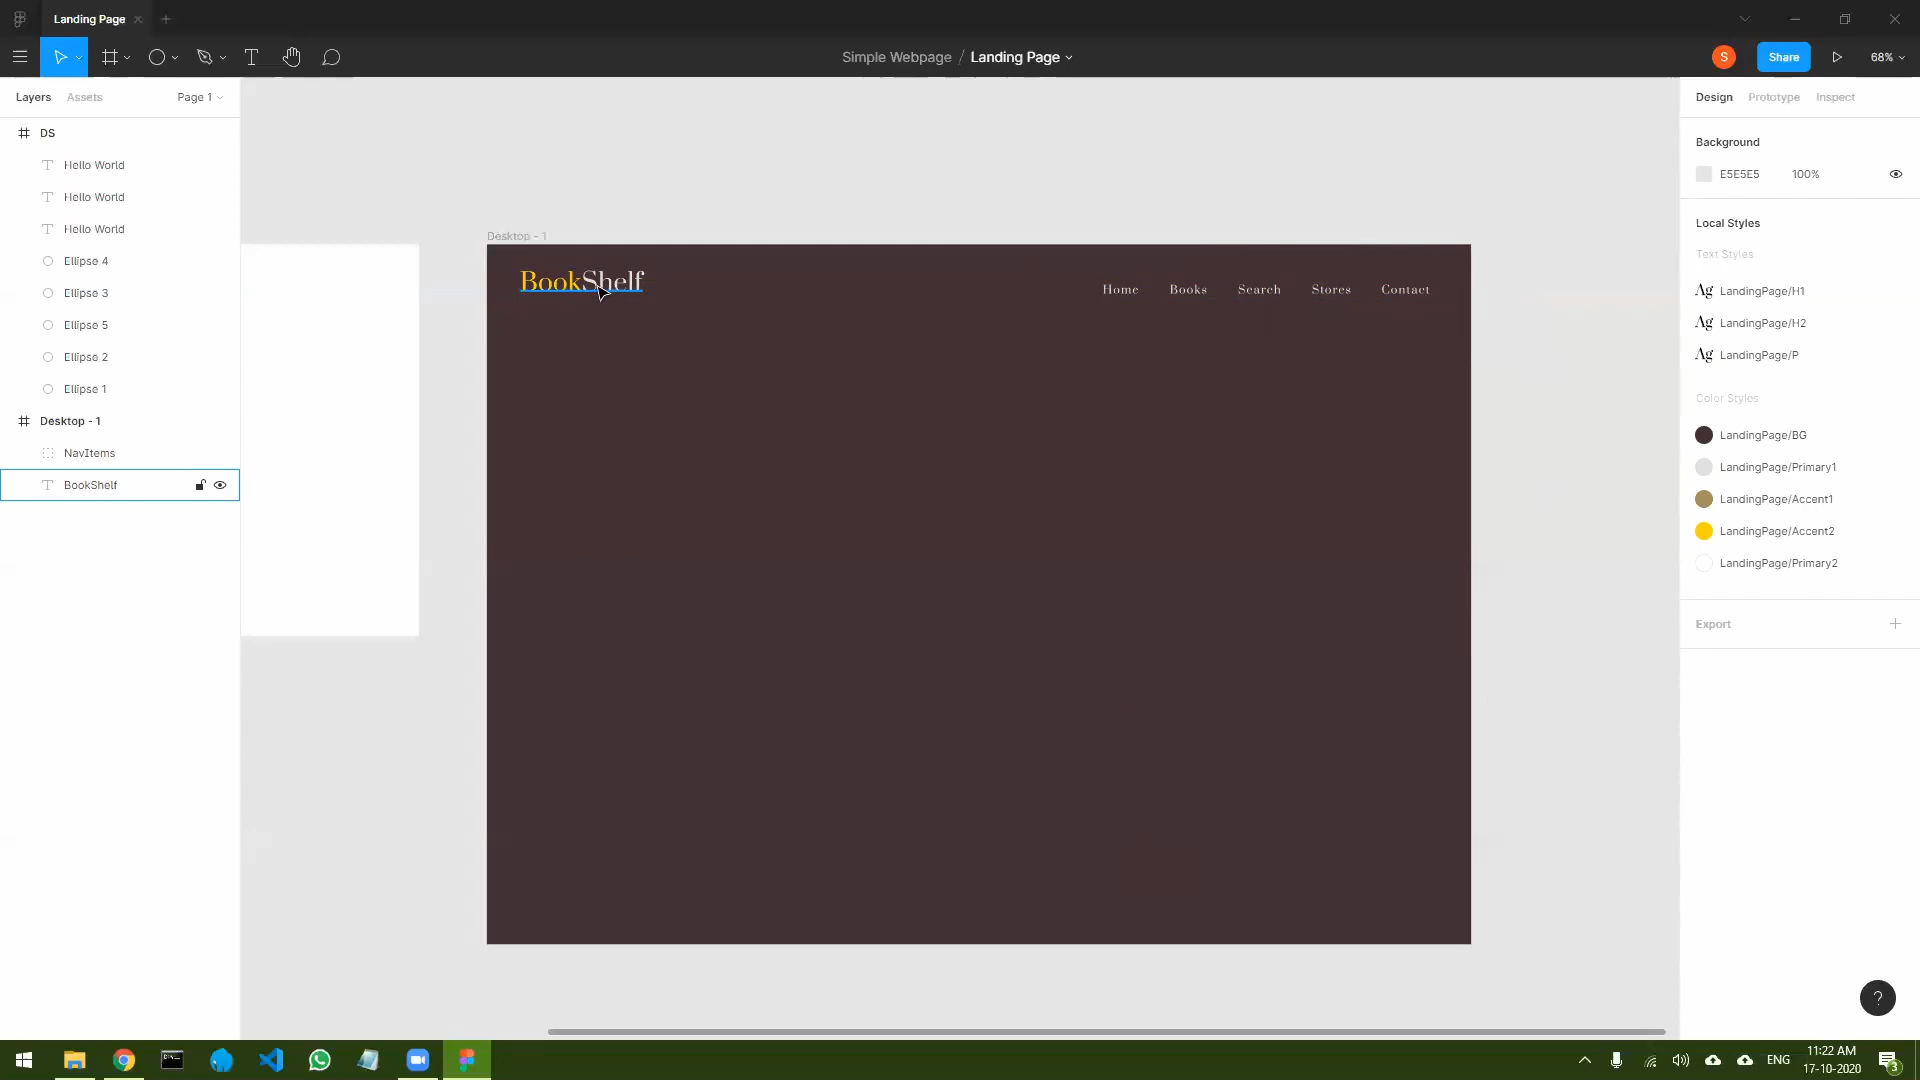 Landing Page
Simple Webpage / Landing Page
S
Share
68%
Layers
Assets
Page 1
Design
Prototype
Inspect
DS
Hello World
Hello World
Hello World
Ellipse 4
Ellipse 3
Ellipse 5
Ellipse 2
Ellipse 1
Desktop - 1
NavItems
BookShelf
Desktop - 1
BookShelf
Home
Books
Search
Stores
Contact
Background
E5E5E5
100%
Local Styles
Text Styles
Ag LandingPage/H1
Ag LandingPage/H2
Ag LandingPage/P
Color Styles
LandingPage/BG
LandingPage/Primary1
LandingPage/Accent1
LandingPage/Accent2
LandingPage/Primary2
Export
?
ENG
11:22 AM
17-10-2020
3